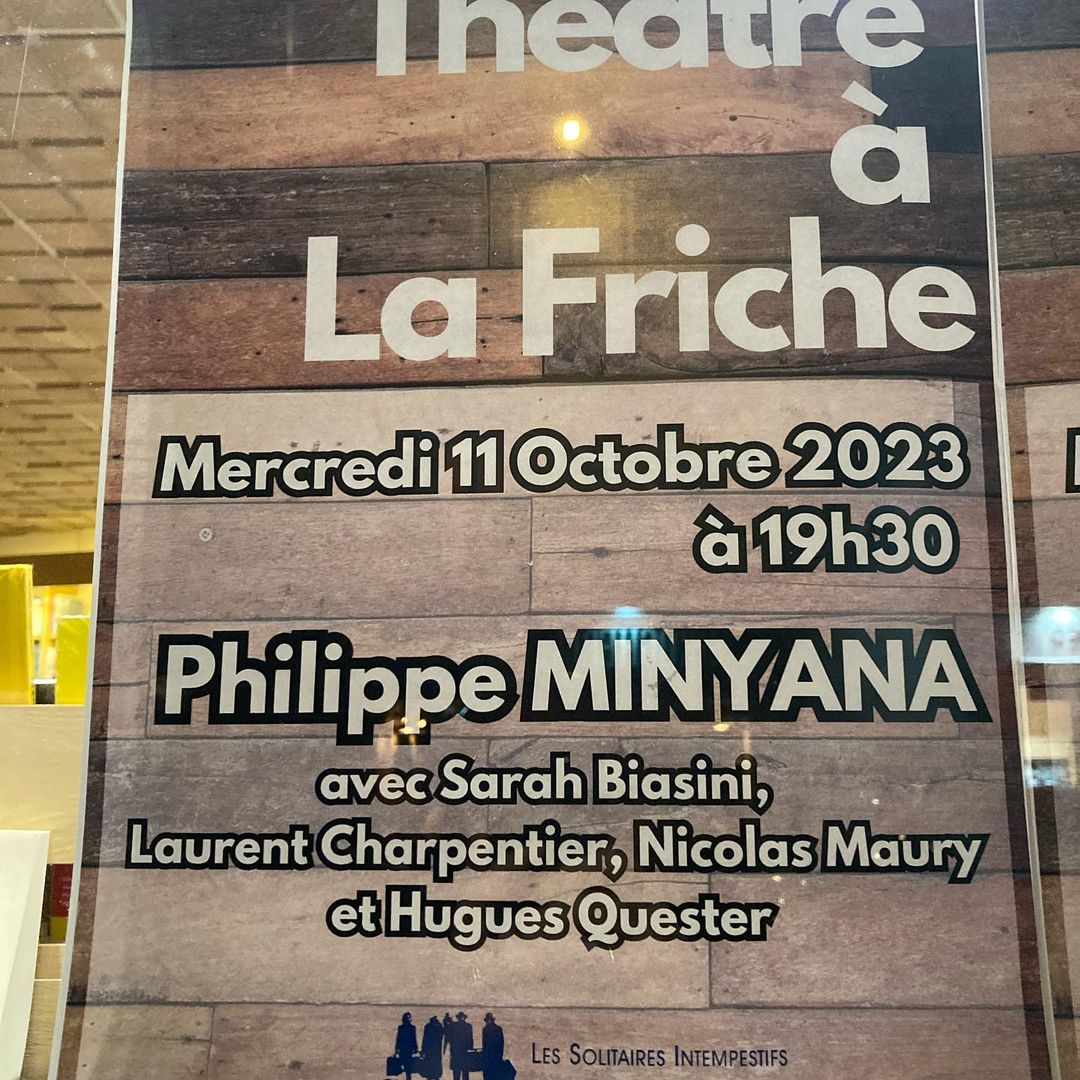 Théâtre
à
La Friche
Mercredi 11 Octobre 2023
à 19h30
Philippe MINYANA
avec Sarah Biasini,
Laurent Charpentier, Nicolas Maury
et Hugues Quester
LES SOLITAIRES INTEMPESTIFS